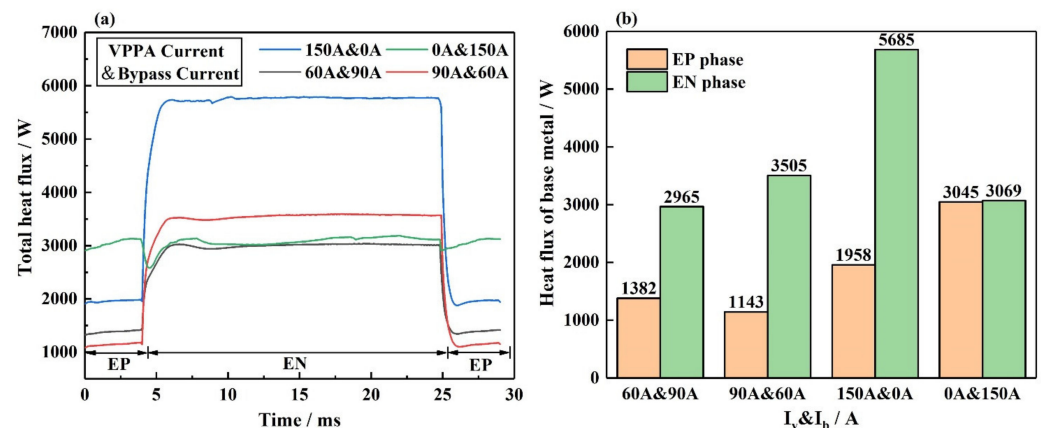 (a)
7000
6000
5000
4000
3000
2000
1000
Total heat flux / W
VPPA Current
&Bypass Current
150A&0A
0A&150A
60A&90A
90A&60A
EP
EN
EP
0
5
10
15
20
25
30
Time / ms
(b)
6000
5000
4000
3000
2000
1000
0
Heat flux of base metal / W
EP phase
EN phase
1382
2965
1143
3505
1958
5685
3045
3069
60A&90A
90A&60A
150A&0A
0A&150A
Iv&Ib / A